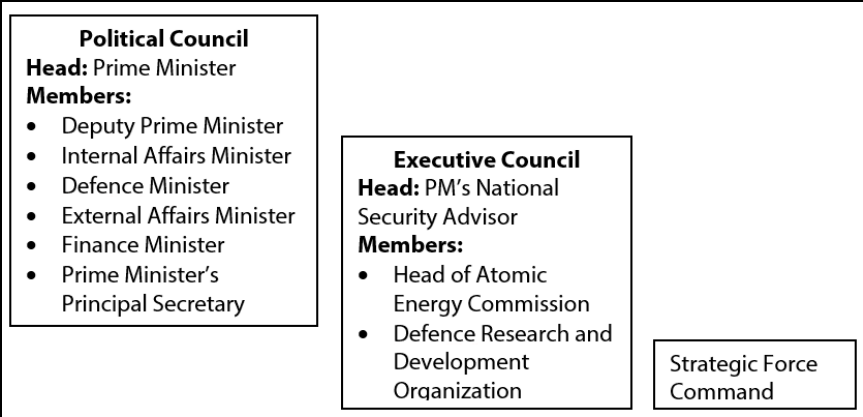 Political Council
Head: Prime Minister
Members:
• Deputy Prime Minister
• Internal Affairs Minister
• Defence Minister
• External Affairs Minister
• Finance Minister
• Prime Minister's
Principal Secretary
Executive Council
Head: PM's National
Security Advisor
Members:
• Head of Atomic
Energy Commission
• Defence Research and
Development
Organization
Strategic Force
Command